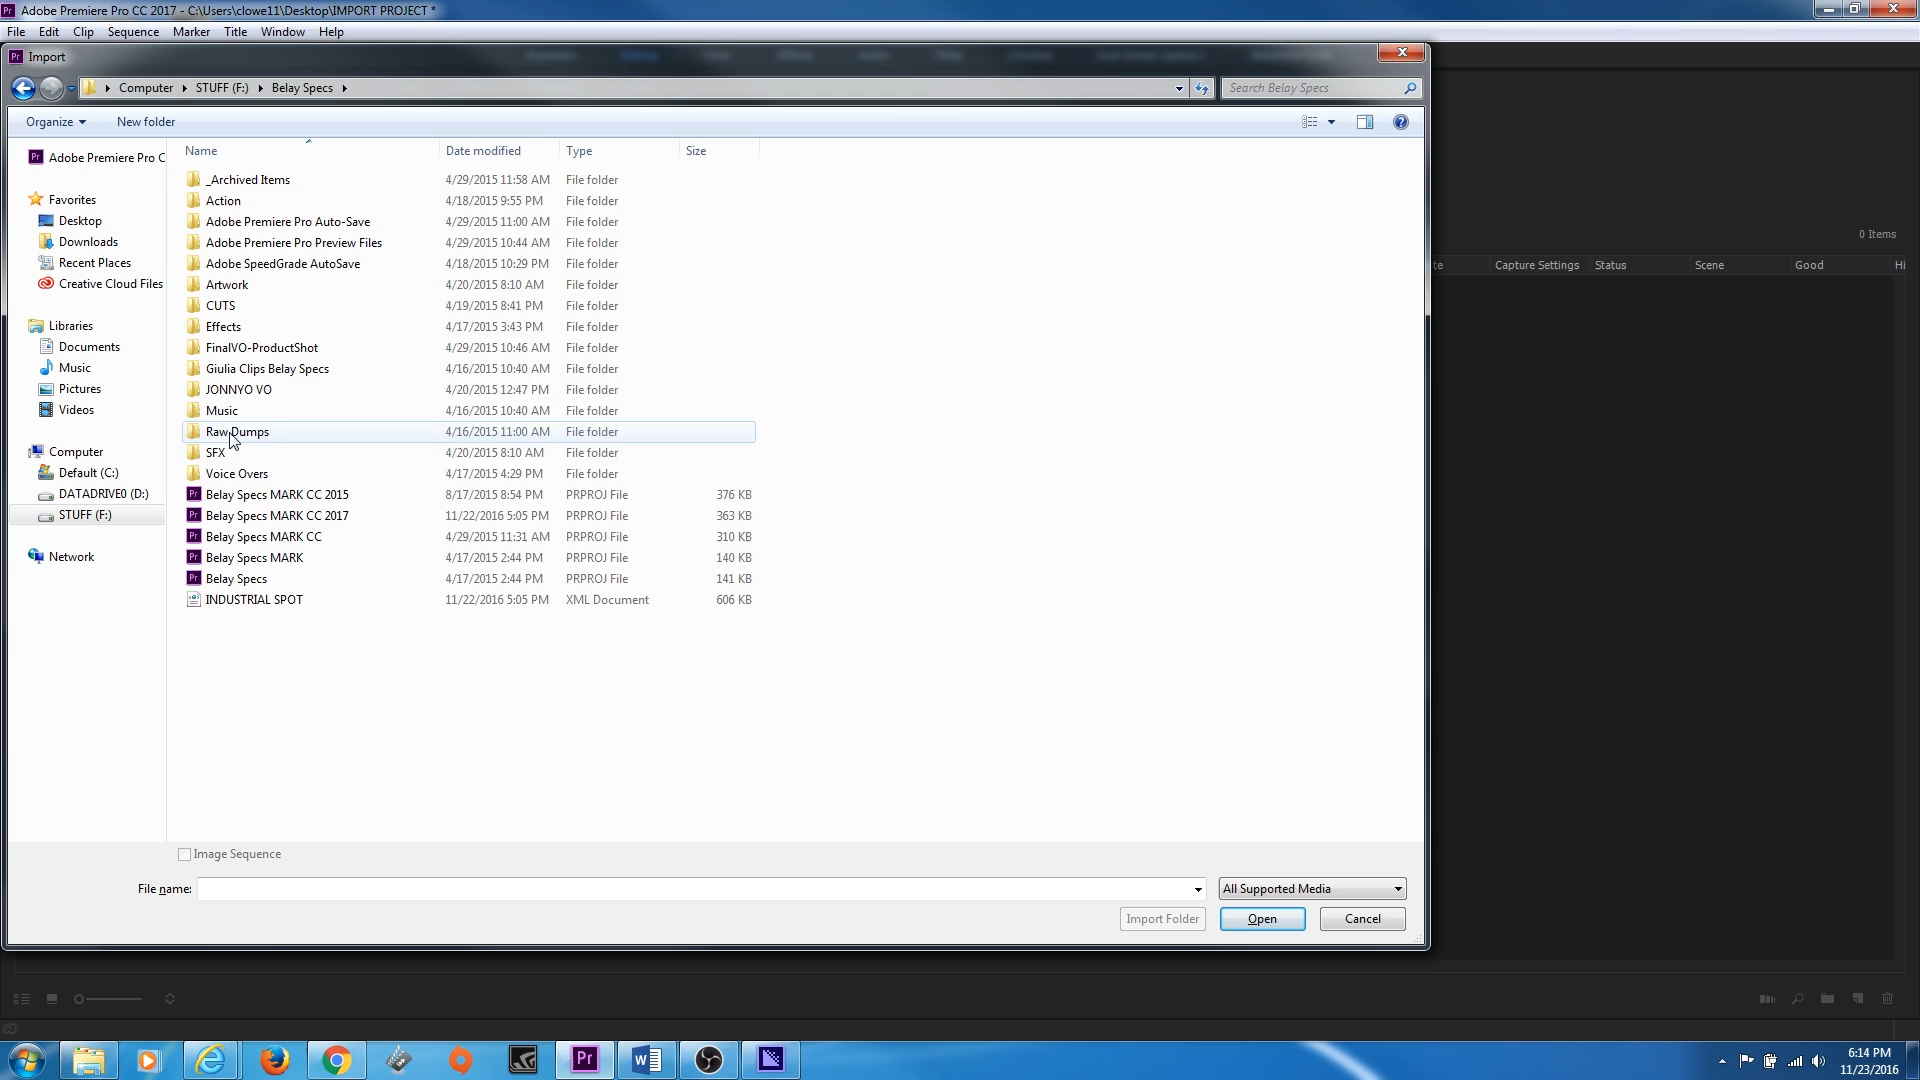 Adobe Premiere Pro CC 2017 - C:\Users\clowe11\Desktop\IMPORT PROJECT *
File Edit Clip Sequence Marker Title Window Help
Import
Computer STUFF (F:) Belay Specs
Search Belay Specs
Organize New folder
Name Date modified Type Size
Adobe Premiere Pro C
Favorites
Desktop
Downloads
Recent Places
Creative Cloud Files
Libraries
Documents
Music
Pictures
Videos
Computer
Default (C:)
DATADRIVE0 (D:)
STUFF (F:)
Network
_Archived Items 4/29/2015 11:58 AM File folder
Action 4/18/2015 9:55 PM File folder
Adobe Premiere Pro Auto-Save 4/29/2015 11:00 AM File folder
Adobe Premiere Pro Preview Files 4/29/2015 10:44 AM File folder
Adobe SpeedGrade AutoSave 4/18/2015 10:29 PM File folder
Artwork 4/20/2015 8:10 AM File folder
CUTS 4/19/2015 8:41 PM File folder
Effects 4/17/2015 3:43 PM File folder
FinalVO-ProductShot 4/29/2015 10:46 AM File folder
Giulia Clips Belay Specs 4/16/2015 10:40 AM File folder
JONNYO VO 4/20/2015 12:47 PM File folder
Music 4/16/2015 10:40 AM File folder
Raw Dumps 4/16/2015 11:00 AM File folder
SFX 4/20/2015 8:10 AM File folder
Voice Overs 4/17/2015 4:29 PM File folder
Belay Specs MARK CC 2015 8/17/2015 8:54 PM PRPROJ File 376 KB
Belay Specs MARK CC 2017 11/22/2016 5:05 PM PRPROJ File 363 KB
Belay Specs MARK CC 4/29/2015 11:31 AM PRPROJ File 310 KB
Belay Specs MARK 4/17/2015 2:44 PM PRPROJ File 140 KB
Belay Specs 4/17/2015 2:44 PM PRPROJ File 141 KB
INDUSTRIAL SPOT 11/22/2016 5:05 PM XML Document 606 KB
0 Items
te Capture Settings Status Scene Good Hi
Image Sequence
File name: All Supported Media
Import Folder Open Cancel
6:14 PM
11/23/2016